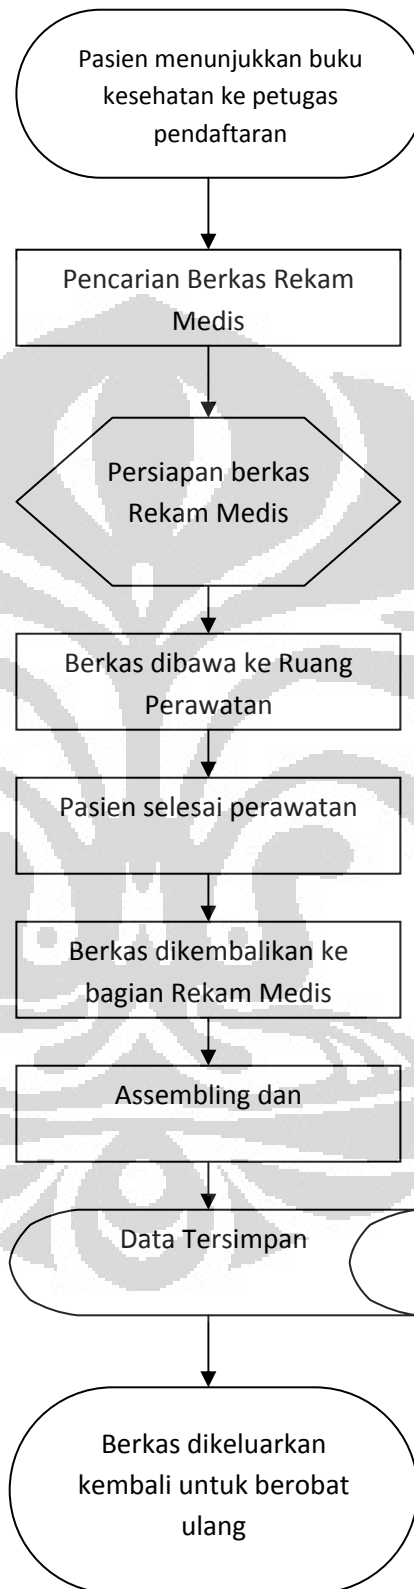 Pasien menunjukkan buku
kesehatan ke petugas
pendaftaran
Pencarian Berkas Rekam
Medis
Persiapan berkas
Rekam Medis
Berkas dibawa ke Ruang
Perawatan
Pasien selesai perawatan
Berkas dikembalikan ke
bagian Rekam Medis
Assembling dan
Data Tersimpan
Berkas dikeluarkan
kembali untuk berobat
ulang